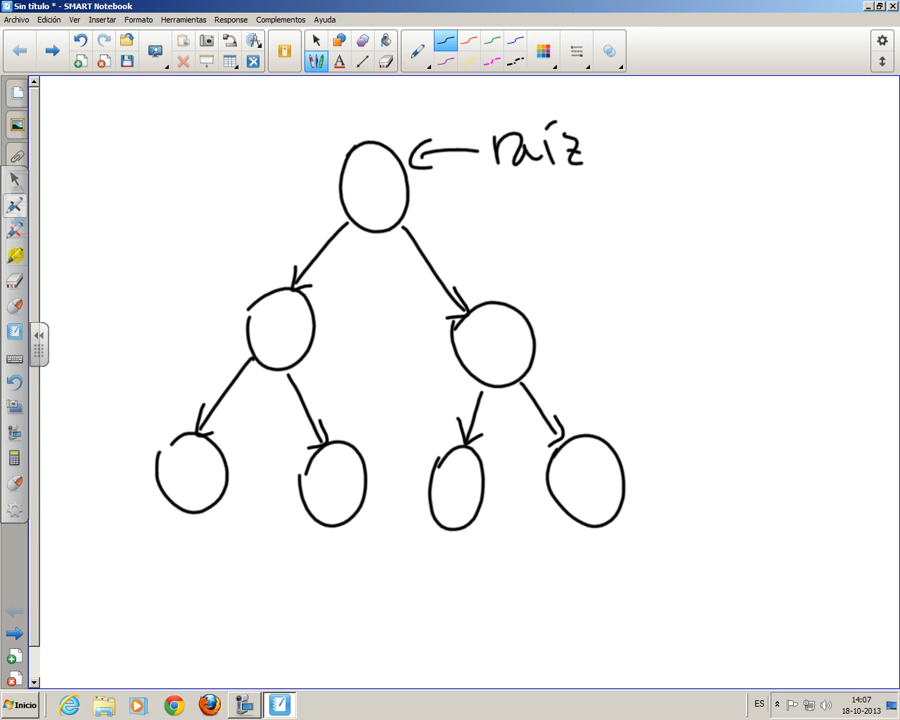 Sin título * - SMART Notebook
Archivo Edición Ver Insertar Formato Herramientas Response Complementos Ayuda
raíz
Inicio
ES
14:07
18-10-2013